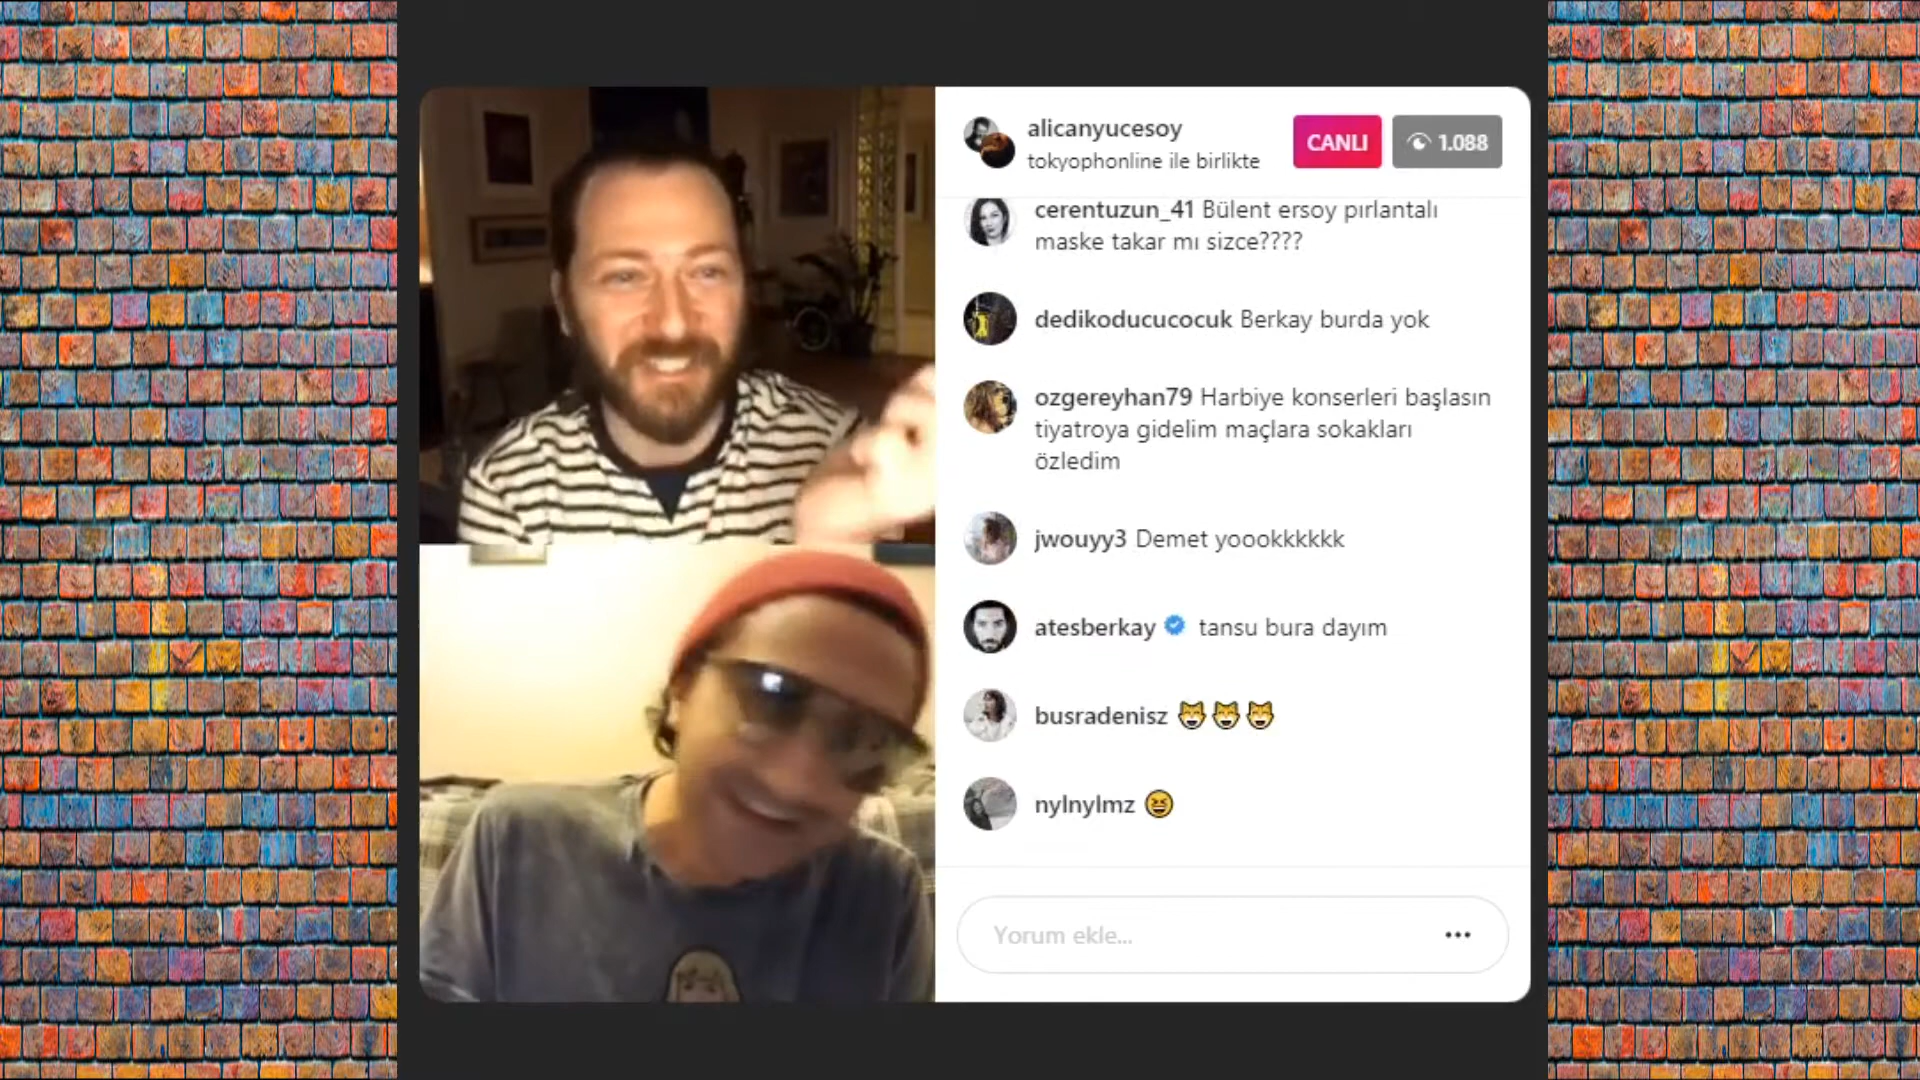 alicanyucesoy
tokyophonline ile birlikte
CANLI
1.088
cerentuzun_41 Bülent ersoy pırlantalı
maske takar mı sizce????
dedikoducucocuk Berkay burda yok
ozgereyhan79 Harbiye konserleri başlasın
tiyatroya gidelim maçlara sokakları
özledim
jwouyy3 Demet yoookkkkkk
atesberkay tansu bura dayım
busradenisz 😹😹😹
nylnylmz 😆
Yorum ekle...